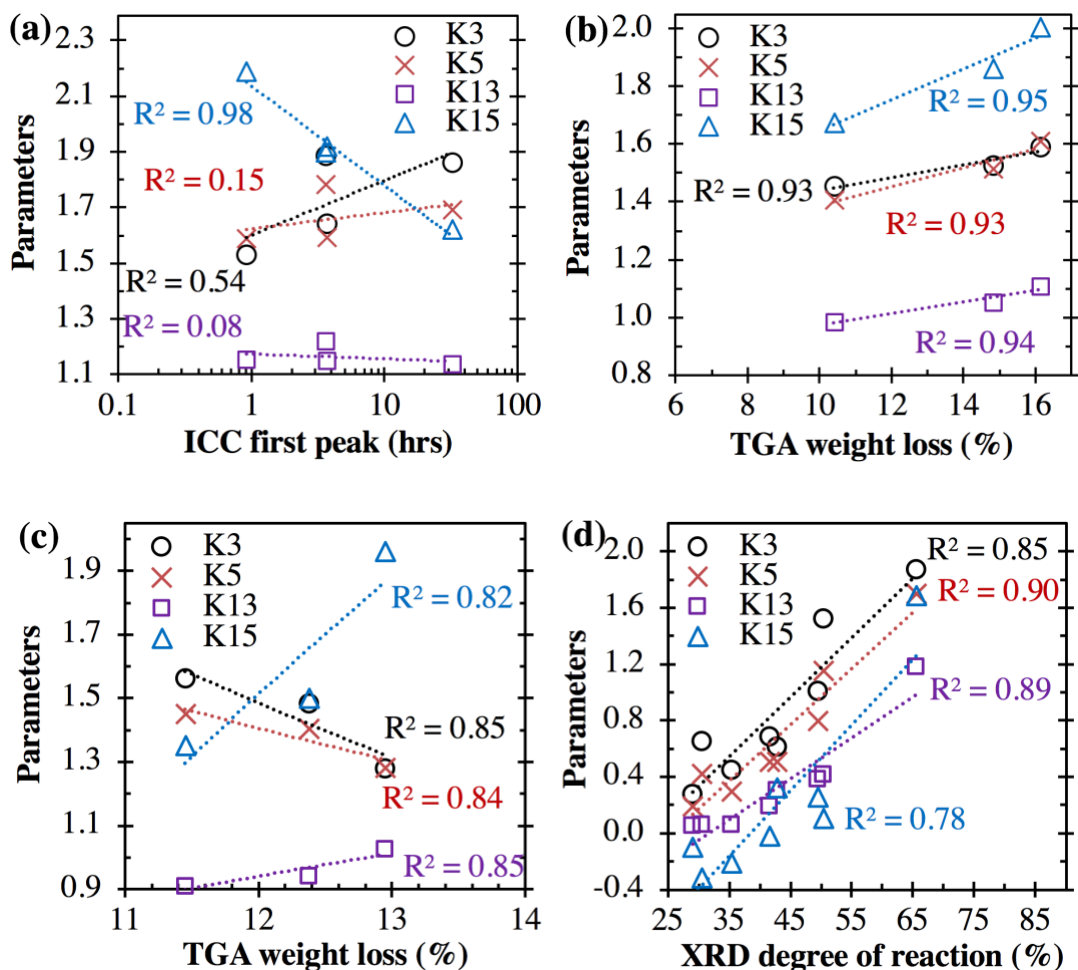 (a)
K3
K5
K13
K15
R² = 0.98
R² = 0.15
R² = 0.54
R² = 0.08
2.3
2.1
1.9
1.7
1.5
1.3
1.1
Parameters
0.1 1 10 100
ICC first peak (hrs)
(b)
K3
K5
K13
K15
R² = 0.95
R² = 0.93
R² = 0.93
R² = 0.94
2.0
1.8
1.6
1.4
1.2
1.0
0.8
Parameters
6 8 10 12 14 16
TGA weight loss (%)
(c)
K3
K5
K13
K15
R² = 0.82
R² = 0.85
R² = 0.84
R² = 0.85
1.9
1.7
1.5
1.3
1.1
0.9
Parameters
11 12 13 14
TGA weight loss (%)
(d)
K3
K5
K13
K15
R² = 0.85
R² = 0.90
R² = 0.89
R² = 0.78
2.0
1.6
1.2
0.8
0.4
0.0
-0.4
Parameters
25 35 45 55 65 75 85
XRD degree of reaction (%)